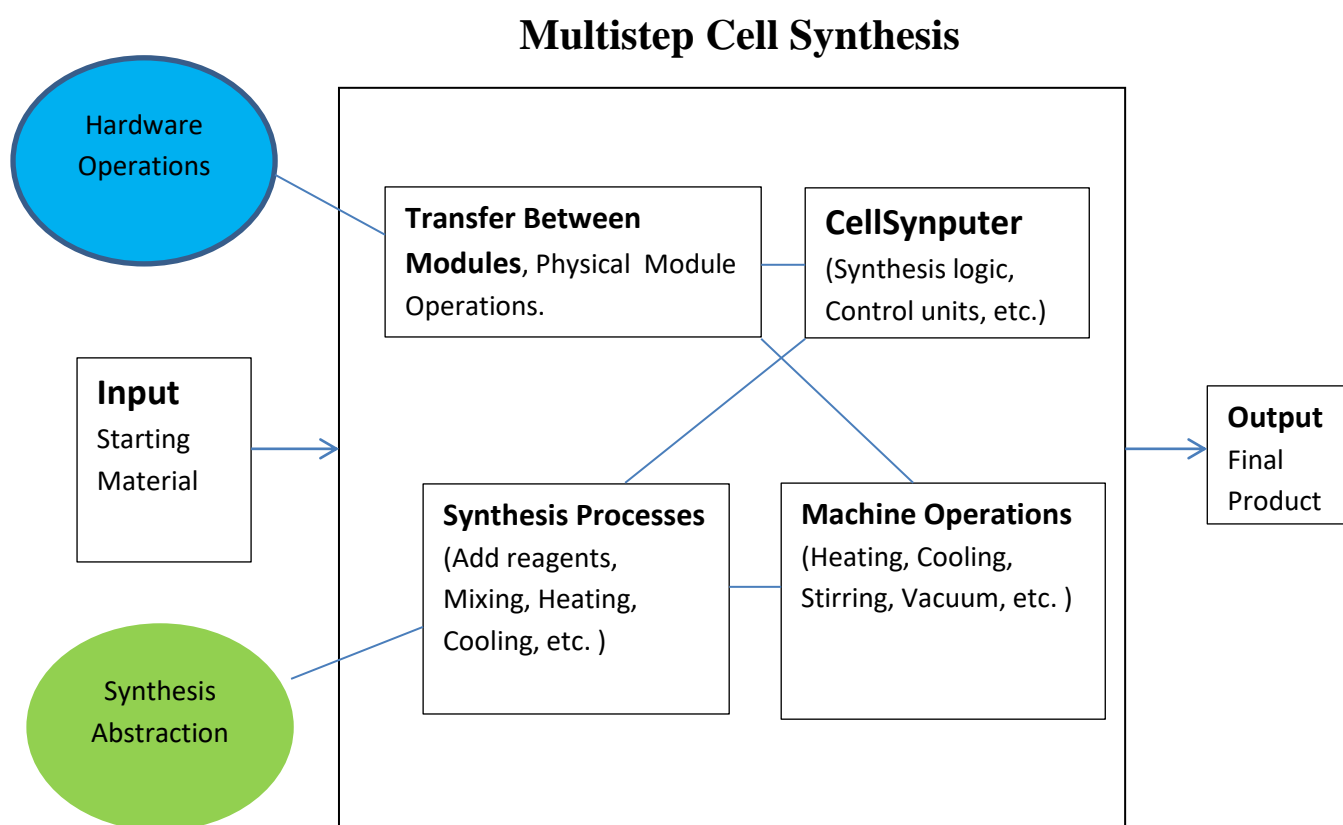 Multistep Cell Synthesis
Hardware
Operations
Transfer Between
Modules, Physical Module
Operations.
CellSynputer
(Synthesis logic,
Control units, etc.)
Input
Starting
Material
Output
Final
Product
Synthesis Processes
(Add reagents,
Mixing, Heating,
Cooling, etc. )
Machine Operations
(Heating, Cooling,
Stirring, Vacuum, etc. )
Synthesis
Abstraction